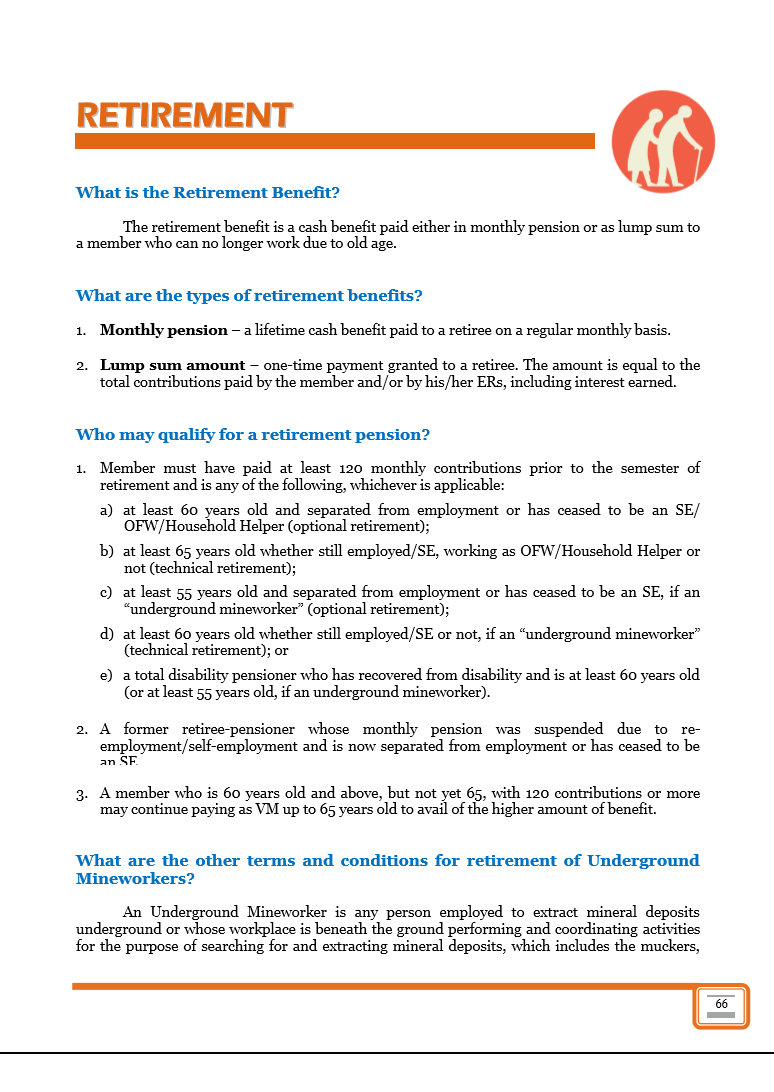 RETIREMENT
What is the Retirement Benefit?
The retirement benefit is a cash benefit paid either in monthly pension or as lump sum to
a member who can no longer work due to old age.
What are the types of retirement benefits?
1. Monthly pension – a lifetime cash benefit paid to a retiree on a regular monthly basis.
2. Lump sum amount – one-time payment granted to a retiree. The amount is equal to the
total contributions paid by the member and/or by his/her ERs, including interest earned.
Who may qualify for a retirement pension?
1. Member must have paid at least 120 monthly contributions prior to the semester of
retirement and is any of the following, whichever is applicable:
a) at least 60 years old and separated from employment or has ceased to be an SE/
OFW/Household Helper (optional retirement);
b) at least 65 years old whether still employed/SE, working as OFW/Household Helper or
not (technical retirement);
c) at least 55 years old and separated from employment or has ceased to be an SE, if an
“underground mineworker” (optional retirement);
d) at least 60 years old whether still employed/SE or not, if an “underground mineworker”
(technical retirement); or
e) a total disability pensioner who has recovered from disability and is at least 60 years old
(or at least 55 years old, if an underground mineworker).
2. A former retiree-pensioner whose monthly pension was suspended due to re-
employment/self-employment and is now separated from employment or has ceased to be
an SE
3. A member who is 60 years old and above, but not yet 65, with 120 contributions or more
may continue paying as VM up to 65 years old to avail of the higher amount of benefit.
What are the other terms and conditions for retirement of Underground
Mineworkers?
An Underground Mineworker is any person employed to extract mineral deposits
underground or whose workplace is beneath the ground performing and coordinating activities
for the purpose of searching for and extracting mineral deposits, which includes the muckers,
66